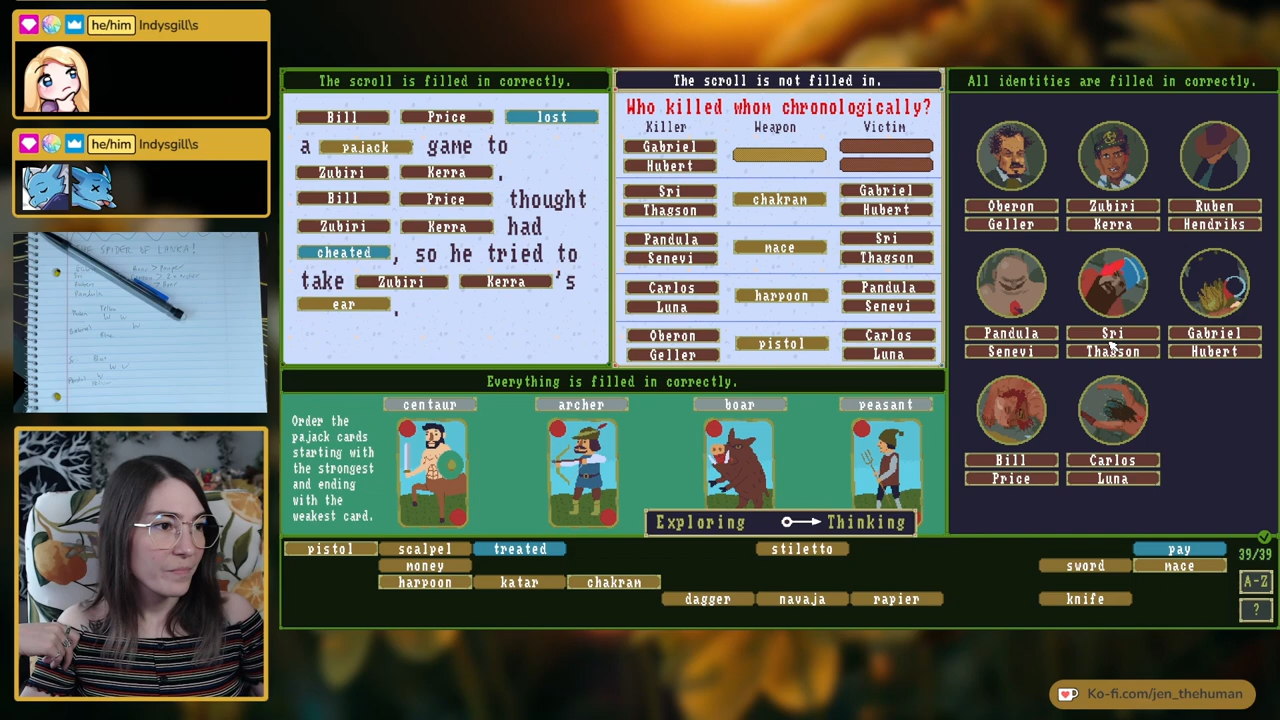 he/him Indysgill\s
he/him Indysgill\s
THE SPIDER OF LANKA!
The scroll is filled in correctly.
Bill Price lost
a pajack game to
Zubiri Kerra .
Bill Price thought
Zubiri Kerra had
cheated , so he tried to
take Zubiri Kerra 's
ear .
The scroll is not filled in.
Who killed whom chronologically?
Killer Weapon Victim
Gabriel
Hubert
Sri chakram Gabriel
Thagson Hubert
Pandula mace Sri
Senevi Thagson
Carlos harpoon Pandula
Luna Senevi
Oberon pistol Carlos
Geller Luna
All identities are filled in correctly.
Oberon Zubiri Ruben
Geller Kerra Hendriks
Pandula Sri Gabriel
Senevi Thagson Hubert
Bill Carlos
Price Luna
Everything is filled in correctly.
Order the
pajack cards
starting with
the strongest
and ending
with the
weakest card.
centaur archer boar peasant
Exploring Thinking
pistol scalpel treated stiletto pay
money sword mace
harpoon katar chakram
dagger navaja rapier knife
39/39
A-Z
?
Ko-fi.com/jen_thehuman